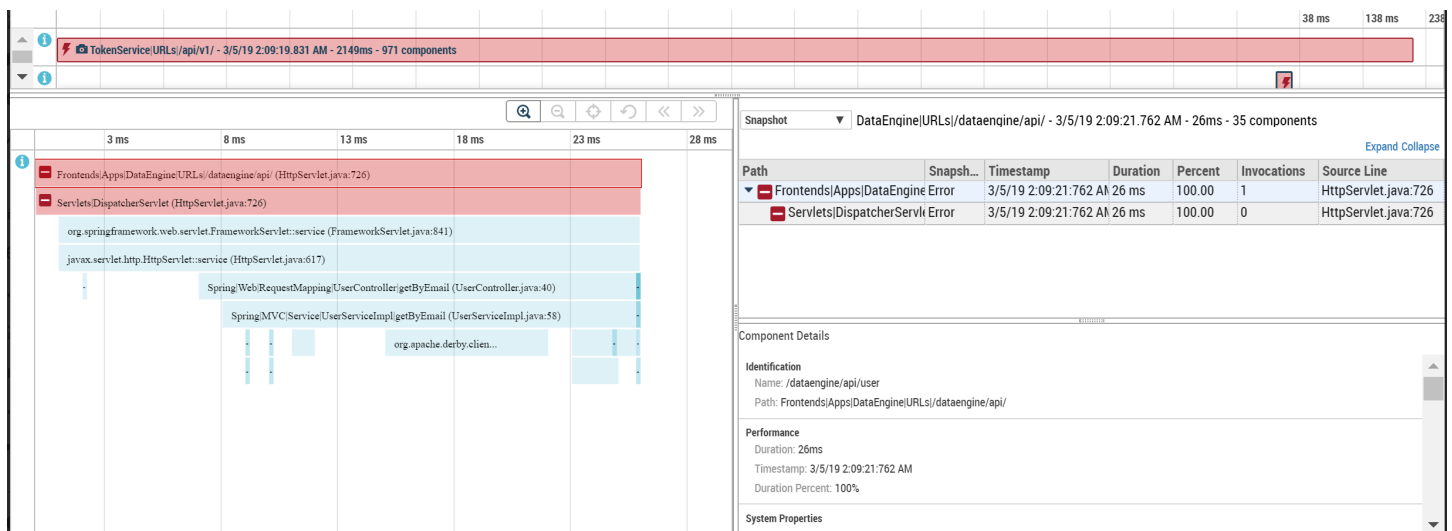 38 ms 138 ms 238
TokenService|URLs|/api/v1/ - 3/5/19 2:09:19.831 AM - 2149ms - 971 components
3 ms 8 ms 13 ms 18 ms 23 ms 28 ms
Frontends|Apps|DataEngine|URLs|/dataengine/api/ (HttpServlet.java:726)
Servlets|DispatcherServlet (HttpServlet.java:726)
org.springframework.web.servlet.FrameworkServlet::service (FrameworkServlet.java:841)
javax.servlet.http.HttpServlet::service (HttpServlet.java:617)
Spring|Web|RequestMapping|UserController|getByEmail (UserController.java:40)
Spring|MVC|Service|UserServiceImpl|getByEmail (UserServiceImpl.java:58)
org.apache.derby.clien...
Snapshot DataEngine|URLs|/dataengine/api/ - 3/5/19 2:09:21.762 AM - 26ms - 35 components
Expand Collapse
Path Snapsh... Timestamp Duration Percent Invocations Source Line
Frontends|Apps|DataEngine Error 3/5/19 2:09:21:762 AM 26 ms 100.00 1 HttpServlet.java:726
Servlets|DispatcherServle Error 3/5/19 2:09:21:762 AM 26 ms 100.00 0 HttpServlet.java:726
Component Details
Identification
Name: /dataengine/api/user
Path: Frontends|Apps|DataEngine|URLs|/dataengine/api/
Performance
Duration: 26ms
Timestamp: 3/5/19 2:09:21:762 AM
Duration Percent: 100%
System Properties